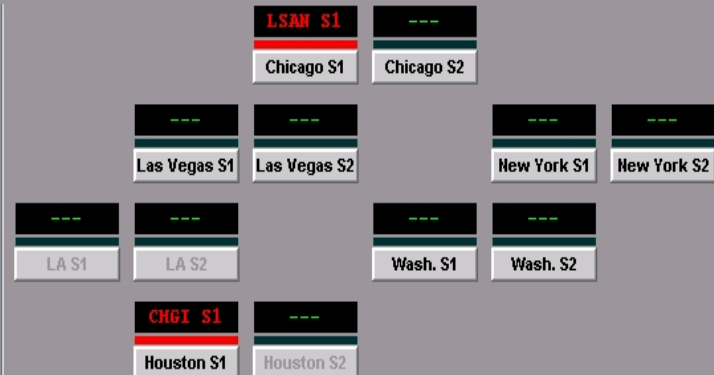 LSAN S1 ---
Chicago S1 Chicago S2
--- --- --- ---
Las Vegas S1 Las Vegas S2 New York S1 New York S2
--- --- --- ---
LA S1 LA S2 Wash. S1 Wash. S2
CHGI S1 ---
Houston S1 Houston S2